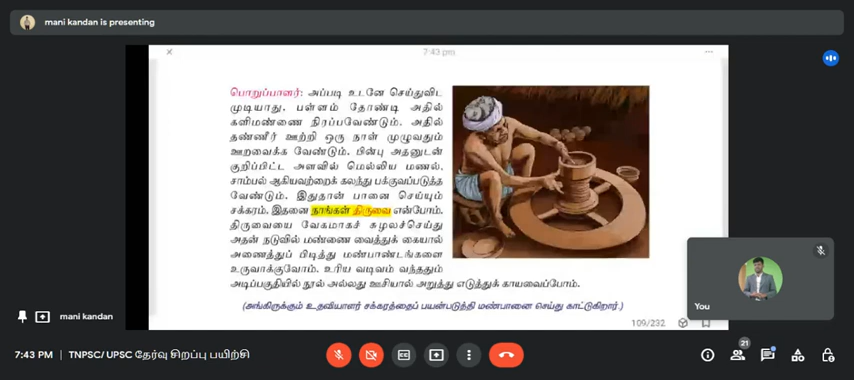 mani kandan is presenting
7:43 pm
பொறுப்பாளர்: அப்படி உடனே செய்துவிட
முடியாது. பள்ளம் தோண்டி அதில்
களிமண்ணை நிரப்பவேண்டும். அதில்
தண்ணீர் ஊற்றி ஒரு நாள் முழுவதும்
ஊறவைக்க வேண்டும். பின்பு அதனுடன்
குறிப்பிட்ட அளவில் மெல்லிய மணல்,
சாம்பல் ஆகியவற்றைக் கலந்து பக்குவப்படுத்த
வேண்டும். இதுதான் பானை செய்யும்
சக்கரம். இதனை நாங்கள் திருவை என்போம்.
திருவையை வேகமாகச் சுழலச்செய்து
அதன் நடுவில் மண்ணை வைத்துக் கையால்
அணைத்துப் பிடித்து மண்பாண்டங்களை
உருவாக்குவோம். உரிய வடிவம் வந்ததும்
அடிப்பகுதியில் நூல் அல்லது ஊசியால் அறுத்து எடுத்துக் காயவைப்போம்.
(அங்கிருக்கும் உதவியாளர் சக்கரத்தைப் பயன்படுத்தி மண்பானை செய்து காட்டுகிறார்.)
109/232
You
mani kandan
7:43 PM | TNPSC/ UPSC தேர்வு சிறப்பு பயிற்சி
21